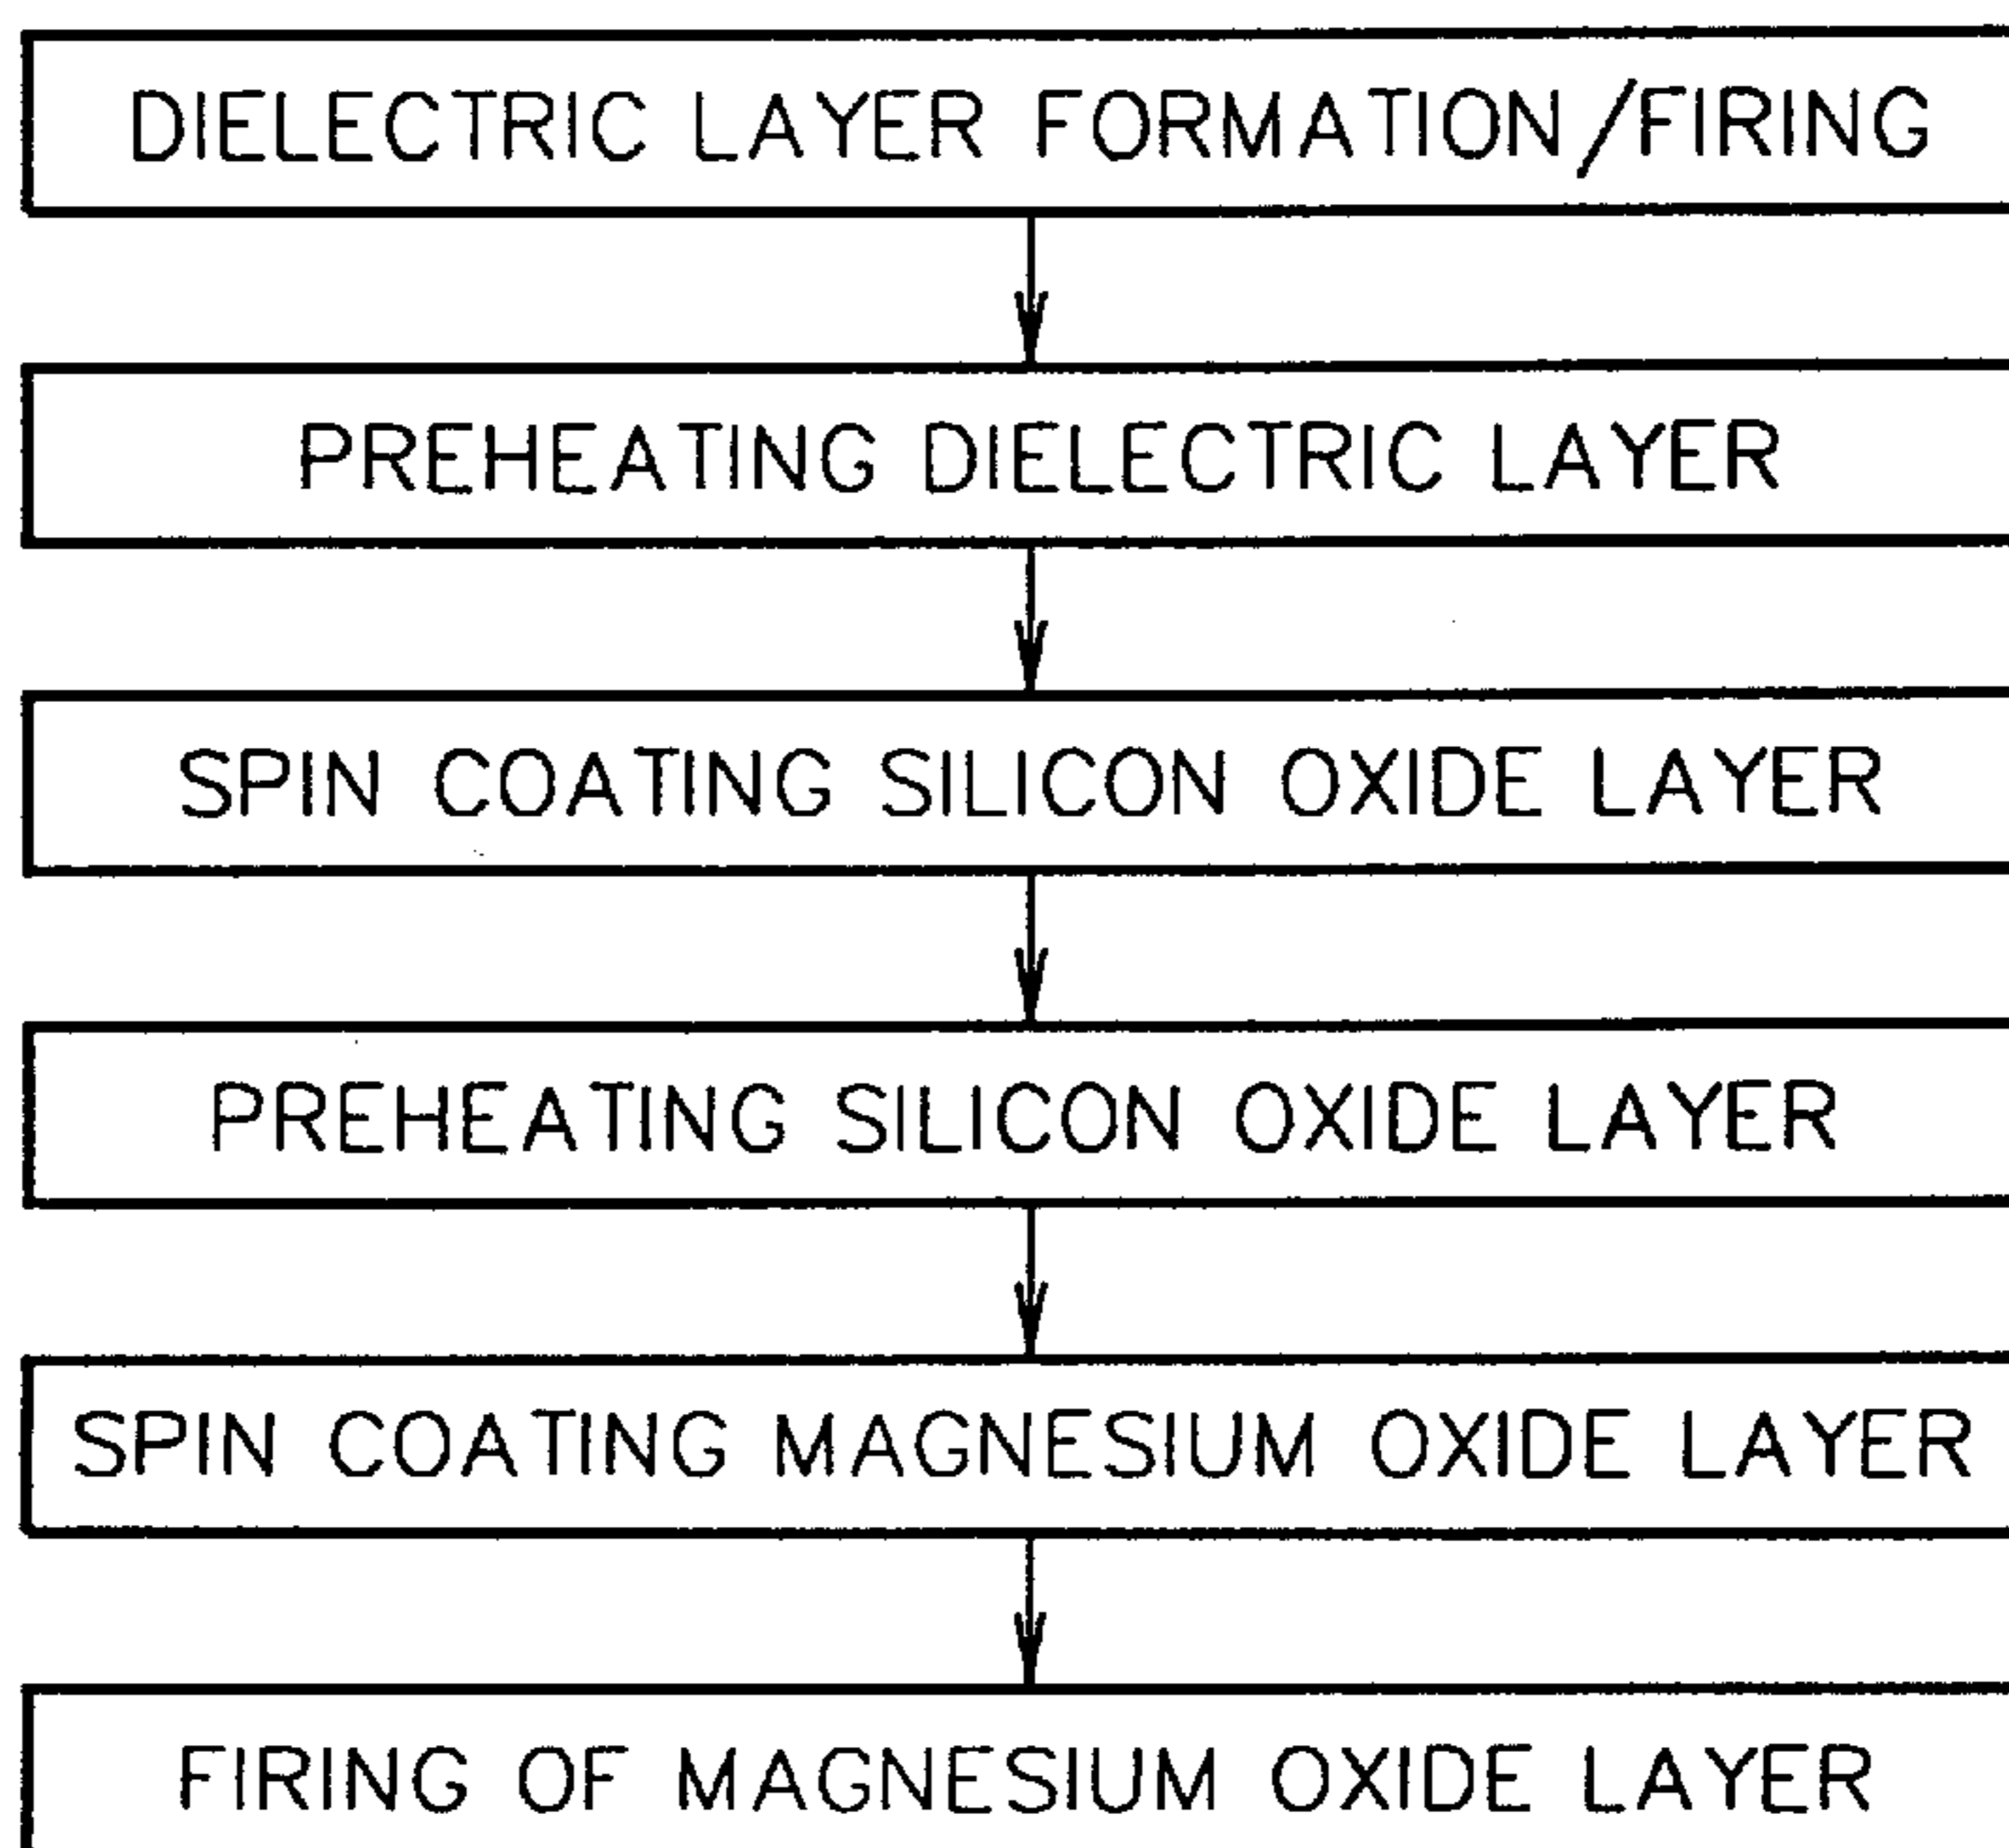 DIELECTRIC LAYER FORMATION/FIRING
PREHEATING DIELECTRIC LAYER
SPIN COATING SILICON OXIDE LAYER
PREHEATING SILICON OXIDE LAYER
SPIN COATING MAGNESIUM OXIDE LAYER
FIRING OF MAGNESIUM OXIDE LAYER